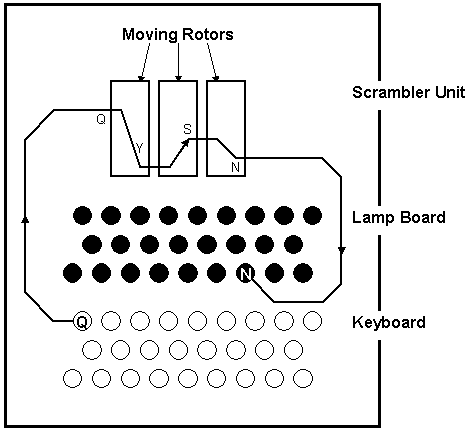 Moving Rotors
Scrambler Unit
Q
S
Y
N
Lamp Board
N
Q
Keyboard